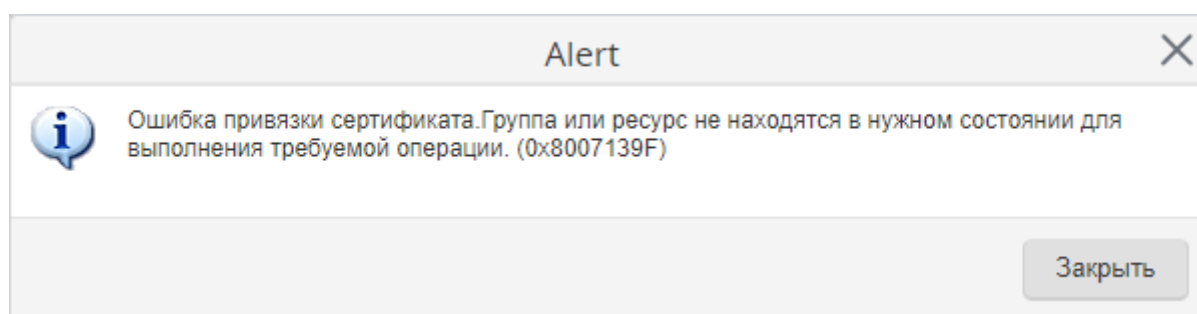 Alert
Ошибка привязки сертификата.Группа или ресурс не находятся в нужном состоянии для
выполнения требуемой операции. (0x8007139F)
Закрыть